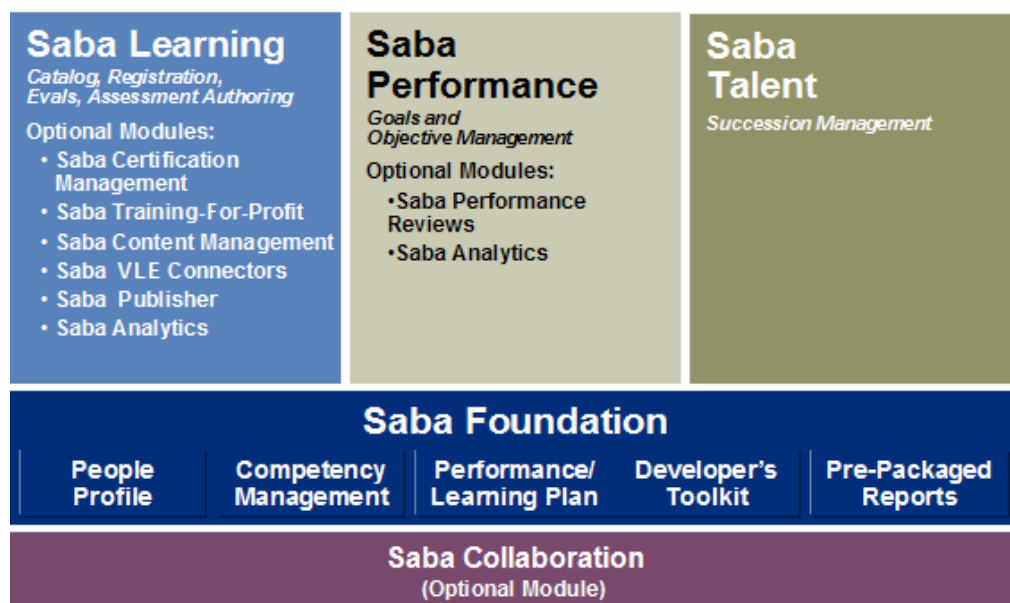 Saba Learning
Catalog, Registration,
Evals, Assessment Authoring
Optional Modules:
• Saba Certification
Management
• Saba Training-For-Profit
• Saba Content Management
• Saba VLE Connectors
• Saba Publisher
• Saba Analytics
Saba
Performance
Goals and
Objective Management
Optional Modules:
•Saba Performance
Reviews
•Saba Analytics
Saba
Talent
Succession Management
Saba Foundation
People
Profile
Competency
Management
Performance/
Learning Plan
Developer's
Toolkit
Pre-Packaged
Reports
Saba Collaboration
(Optional Module)